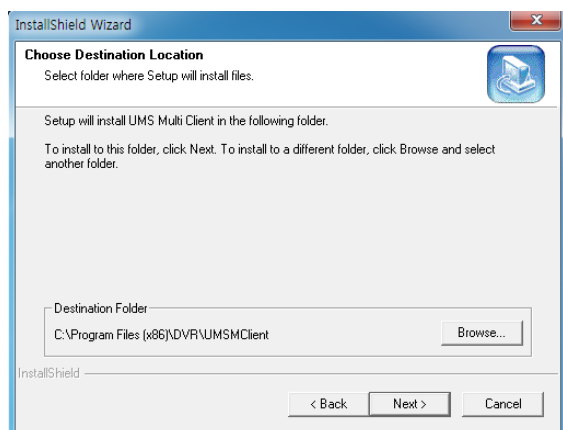 InstallShield Wizard
Choose Destination Location
Select folder where Setup will install files.
Setup will install UMS Multi Client in the following folder.
To install to this folder, click Next. To install to a different folder, click Browse and select
another folder.
Destination Folder
C:\Program Files (x86)\DVR\UMSMClient
Browse...
InstallShield
< Back
Next >
Cancel